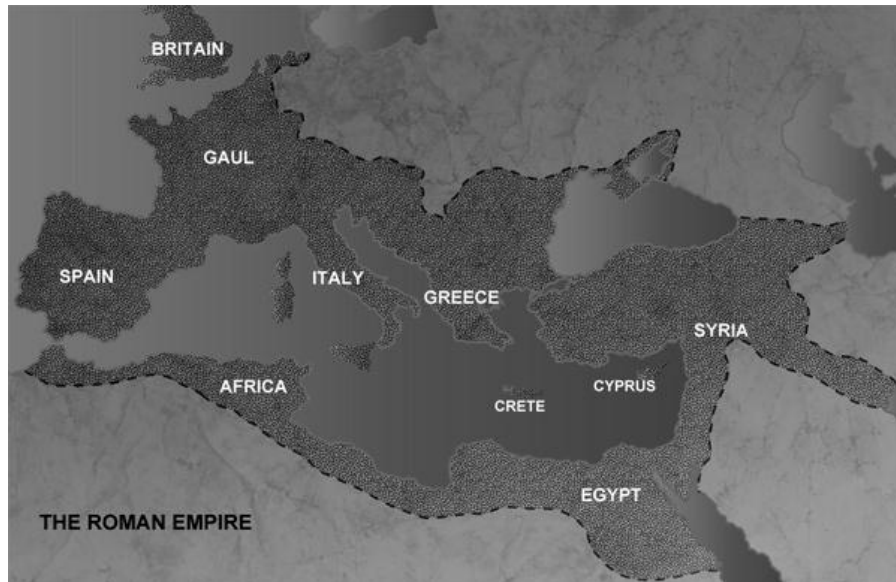 BRITAIN
GAUL
SPAIN
ITALY
GREECE
SYRIA
AFRICA
CYPRUS
CRETE
EGYPT
THE ROMAN EMPIRE